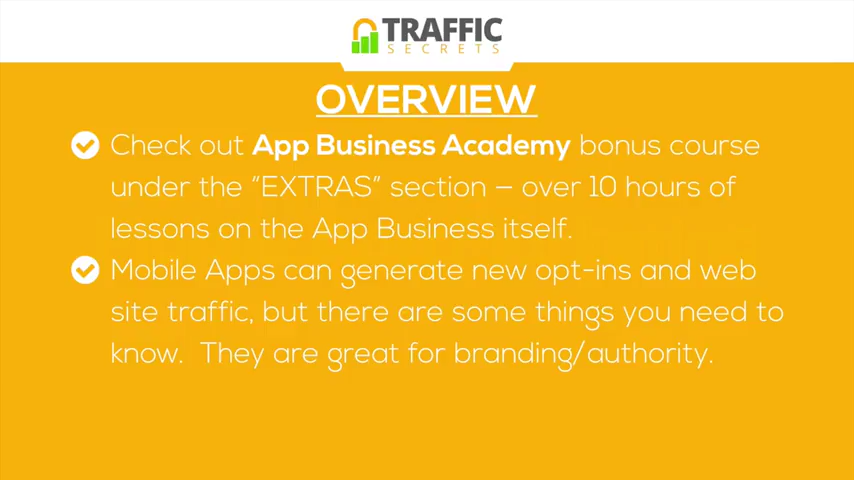 TRAFFIC
SECRETS
OVERVIEW
Check out App Business Academy bonus course
under the "EXTRAS" section – over 10 hours of
lessons on the App Business itself.
Mobile Apps can generate new opt-ins and web
site traffic, but there are some things you need to
know.  They are great for branding/authority.